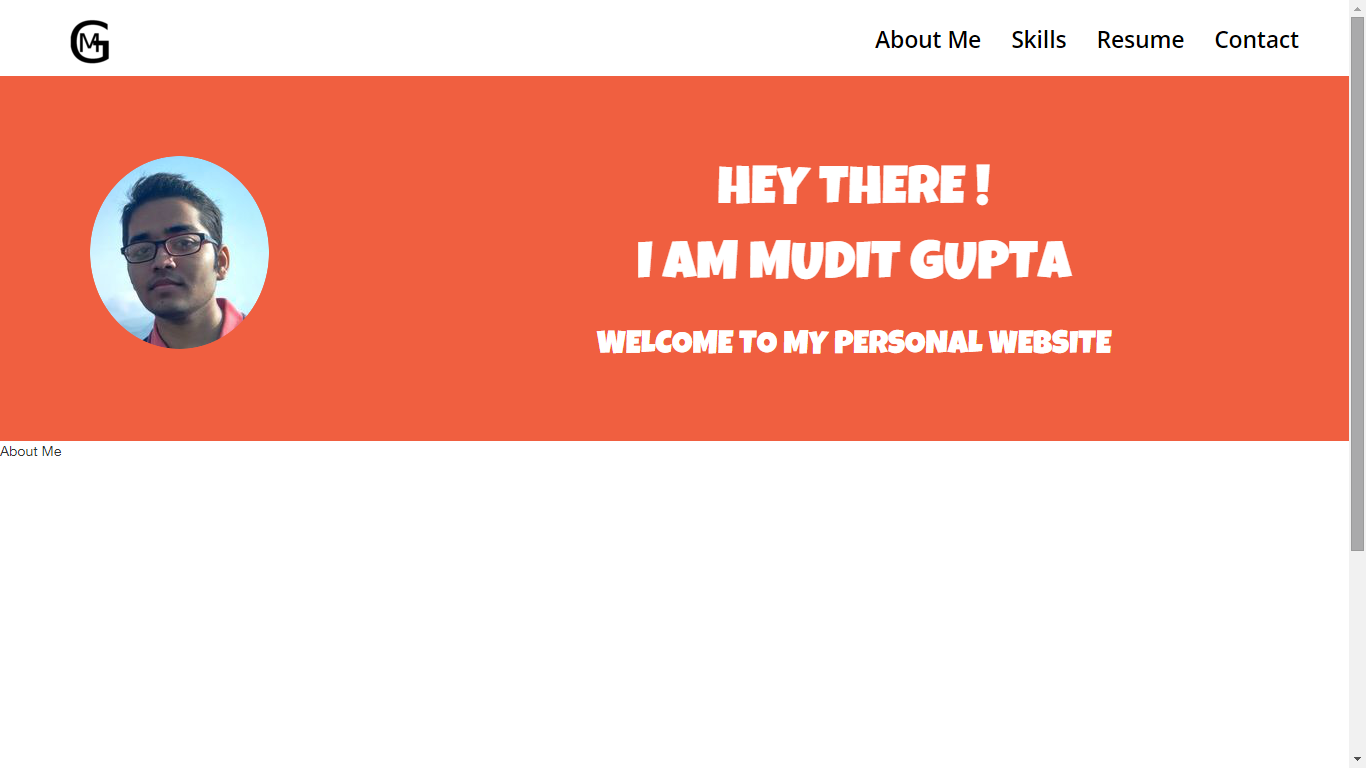 MG
About Me Skills Resume Contact
HEY THERE !
I AM MUDIT GUPTA
WELCOME TO MY PERSONAL WEBSITE
About Me